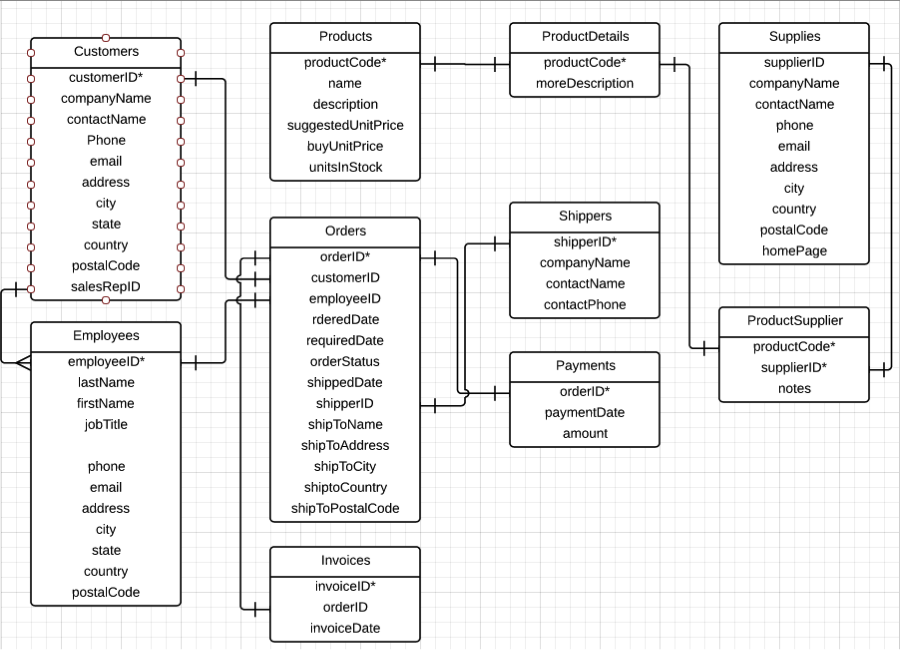 Customers
customerID*
companyName
contactName
Phone
email
address
city
state
country
postalCode
salesRepID
Employees
employeeID*
lastName
firstName
jobTitle
phone
email
address
city
state
country
postalCode
Products
productCode*
name
description
suggestedUnitPrice
buyUnitPrice
unitsInStock
Orders
orderID*
customerID
employeeID
rderedDate
requiredDate
orderStatus
shippedDate
shipperID
shipToName
shipToAddress
shipToCity
shiptoCountry
shipToPostalCode
Invoices
invoiceID*
orderID
invoiceDate
ProductDetails
productCode*
moreDescription
Shippers
shipperID*
companyName
contactName
contactPhone
Payments
orderID*
paymentDate
amount
Supplies
supplierID
companyName
contactName
phone
email
address
city
country
postalCode
homePage
ProductSupplier
productCode*
supplierID*
notes